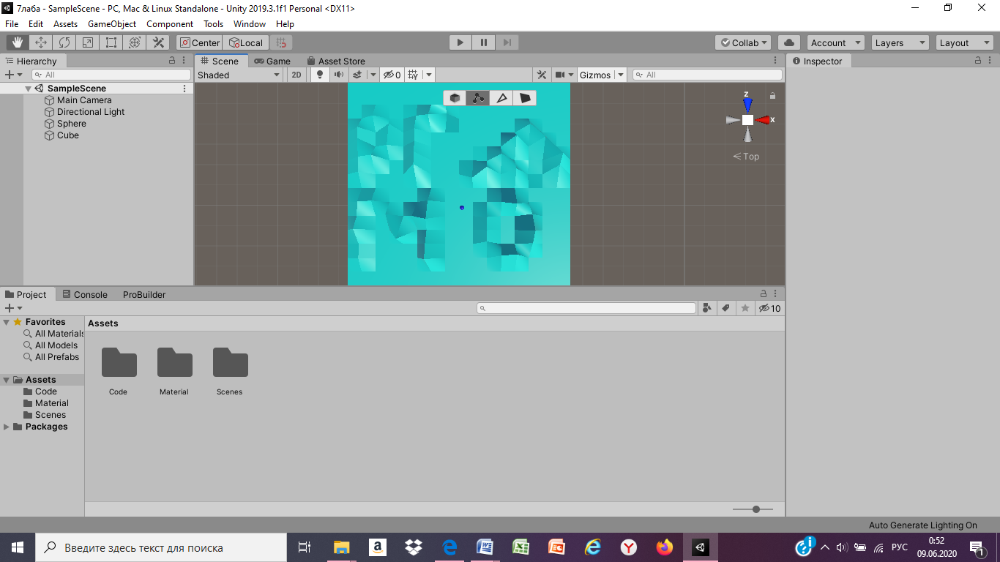 7лаба - SampleScene - PC, Mac & Linux Standalone - Unity 2019.3.1f1 Personal <DX11>
File Edit Assets GameObject Component Tools Window Help
Center Local Collab Account Layers Layout
Hierarchy Scene Game Asset Store Inspector
All Shaded 2D 0 Gizmos All
SampleScene
Main Camera
Directional Light
Sphere
Cube
z
x
Top
Project Console ProBuilder
10
Favorites
All Materials
All Models
All Prefabs
Assets
Code
Material
Scenes
Packages
Assets
Code Material Scenes
Auto Generate Lighting On
Введите здесь текст для поиска
РУС
0:52
09.06.2020
1